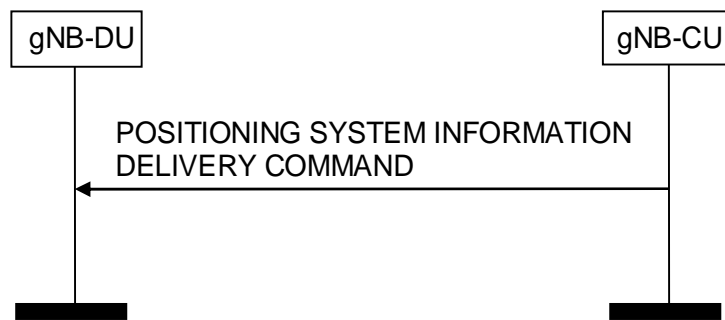 gNB-DU
gNB-CU
POSITIONING SYSTEM INFORMATION
DELIVERY COMMAND